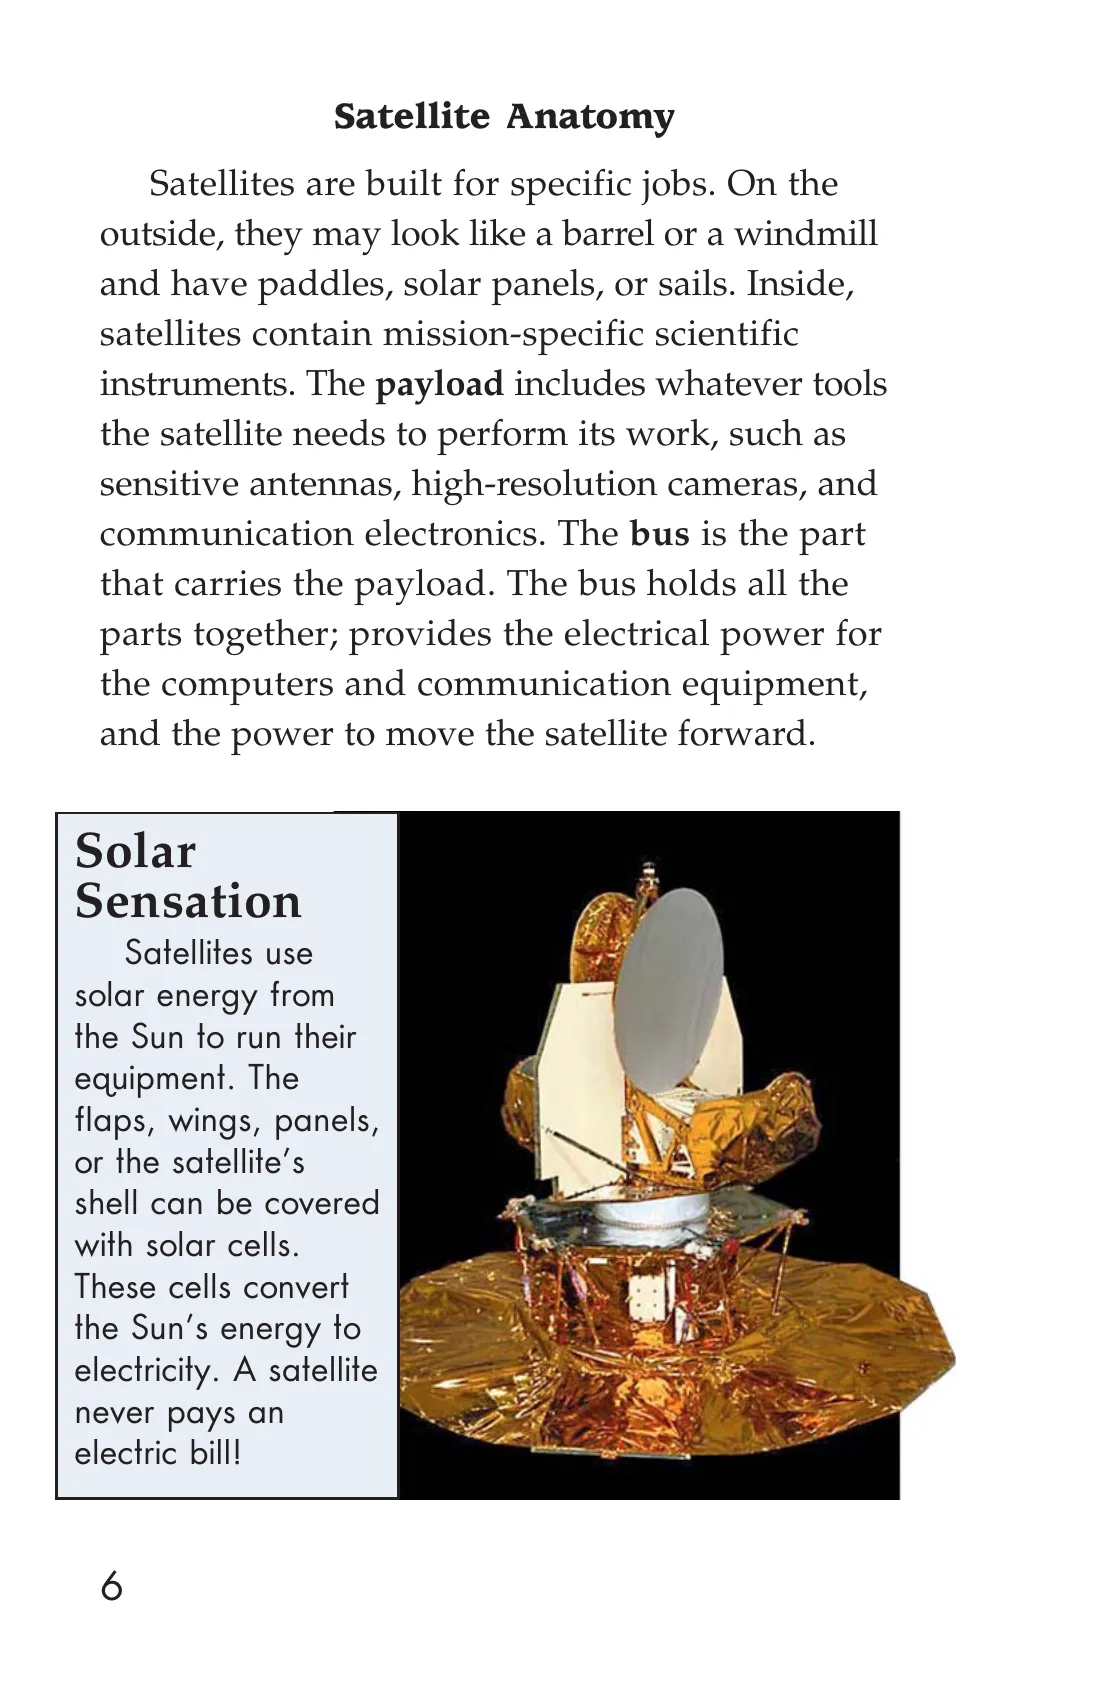 Satellite Anatomy
Satellites are built for specific jobs. On the
outside, they may look like a barrel or a windmill
and have paddles, solar panels, or sails. Inside,
satellites contain mission-specific scientific
instruments. The payload includes whatever tools
the satellite needs to perform its work, such as
sensitive antennas, high-resolution cameras, and
communication electronics. The bus is the part
that carries the payload. The bus holds all the
parts together; provides the electrical power for
the computers and communication equipment,
and the power to move the satellite forward.
Solar
Sensation
Satellites use
solar energy from
the Sun to run their
equipment. The
flaps, wings, panels,
or the satellite’s
shell can be covered
with solar cells.
These cells convert
the Sun’s energy to
electricity. A satellite
never pays an
electric bill!
6